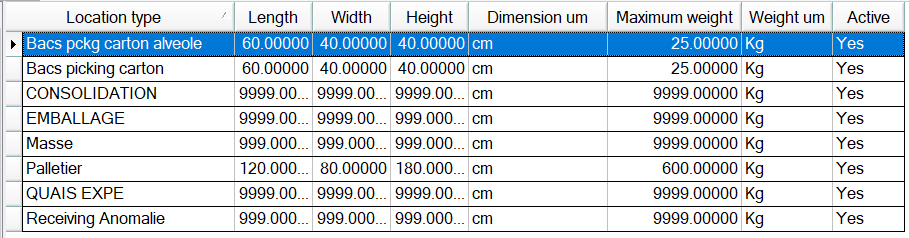 Location type Length Width Height Dimension um Maximum weight Weight um Active
Bacs pckg carton alveole 60.00000 40.00000 40.00000 cm 25.00000 Kg Yes
Bacs picking carton 60.00000 40.00000 40.00000 cm 25.00000 Kg Yes
CONSOLIDATION 9999.00... 9999.00... 9999.00... cm 9999.00000 Kg Yes
EMBALLAGE 9999.00... 9999.00... 9999.00... cm 9999.00000 Kg Yes
Masse 999.000... 999.000... 999.000... cm 9999.00000 Kg Yes
Palletier 120.000... 80.00000 180.000... cm 600.00000 Kg Yes
QUAIS EXPE 9999.00... 9999.00... 9999.00... cm 9999.00000 Kg Yes
Receiving Anomalie 999.000... 999.000... 999.000... cm 9999.00000 Kg Yes